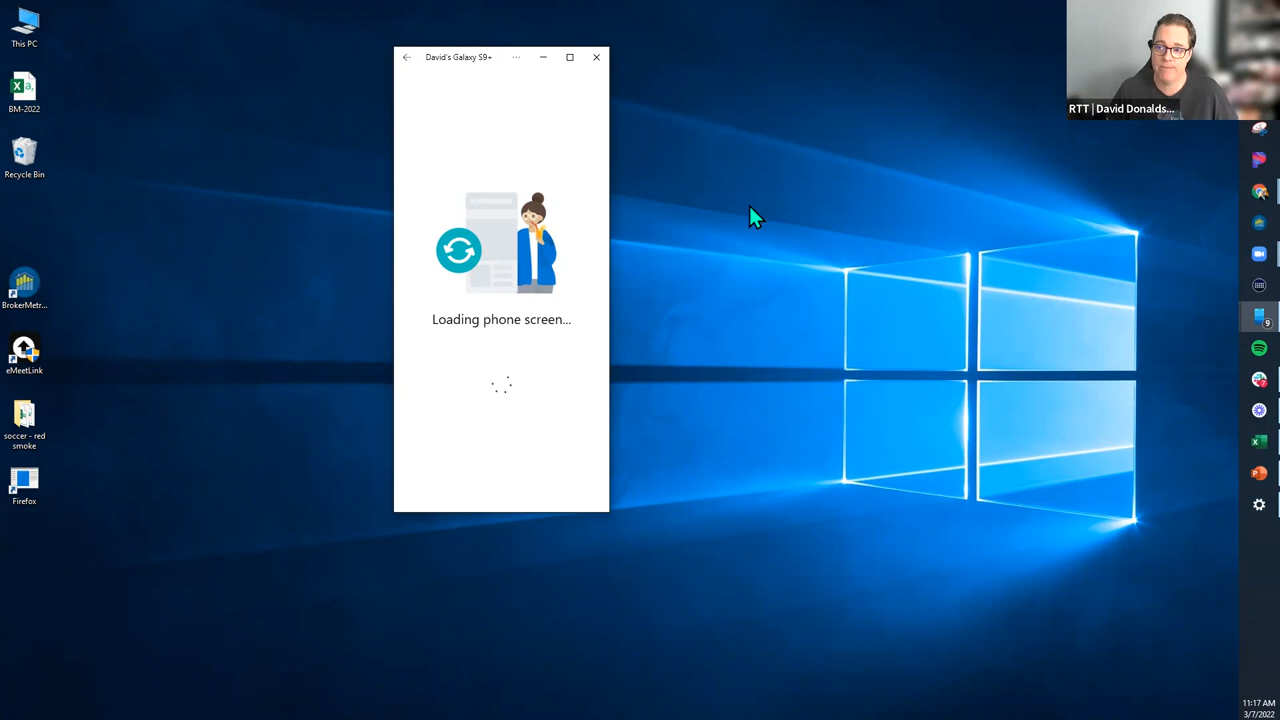 This PC
BM-2022
Recycle Bin
BrokerMetr...
eMeetLink
soccer - red
smoke
Firefox
David's Galaxy S9+
Loading phone screen...
RTT | David Donalds...
9
11:17 AM
3/7/2022